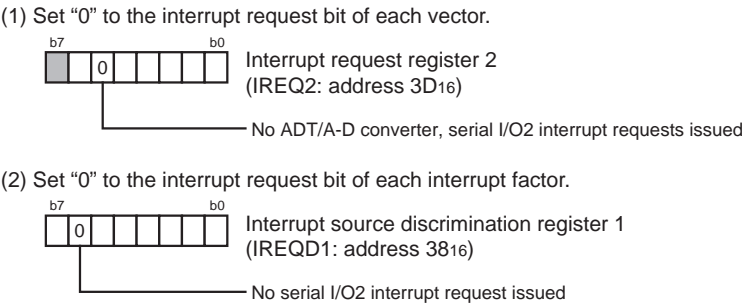 (1) Set “0” to the interrupt request bit of each vector.
b7 b0
0
Interrupt request register 2
(IREQ2: address 3D16)
No ADT/A-D converter, serial I/O2 interrupt requests issued
(2) Set “0” to the interrupt request bit of each interrupt factor.
b7 b0
0
Interrupt source discrimination register 1
(IREQD1: address 3816)
No serial I/O2 interrupt request issued